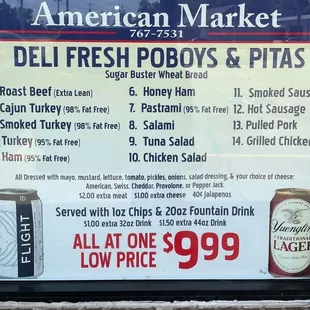 American Market
767-7531
DELI FRESH POBOYS & PITAS
Sugar Buster Wheat Bread
Roast Beef (Extra Lean)
Cajun Turkey (98% Fat Free)
Smoked Turkey (98% Fat Free)
Turkey (95% Fat Free)
Ham (95% Fat Free)
6. Honey Ham
7. Pastrami (95% Fat Free)
8. Salami
9. Tuna Salad
10. Chicken Salad
11. Smoked Saus
12. Hot Sausage
13. Pulled Pork
14. Grilled Chicken
All Dressed with mayo, mustard, lettuce, tomato, pickles, onions, salad dressing, & your choice of cheese:
American, Swiss, Cheddar, Provolone, or Pepper Jack.
$2.00 extra meat $1.00 extra cheese 40¢ jalapenos
Served with 1oz Chips & 20oz Fountain Drink
$1.00 extra 32oz Drink $1.50 extra 44oz Drink
ALL AT ONE
LOW PRICE $9.99
FLIGHT
Yuengling
TRADITIONAL
LAGER